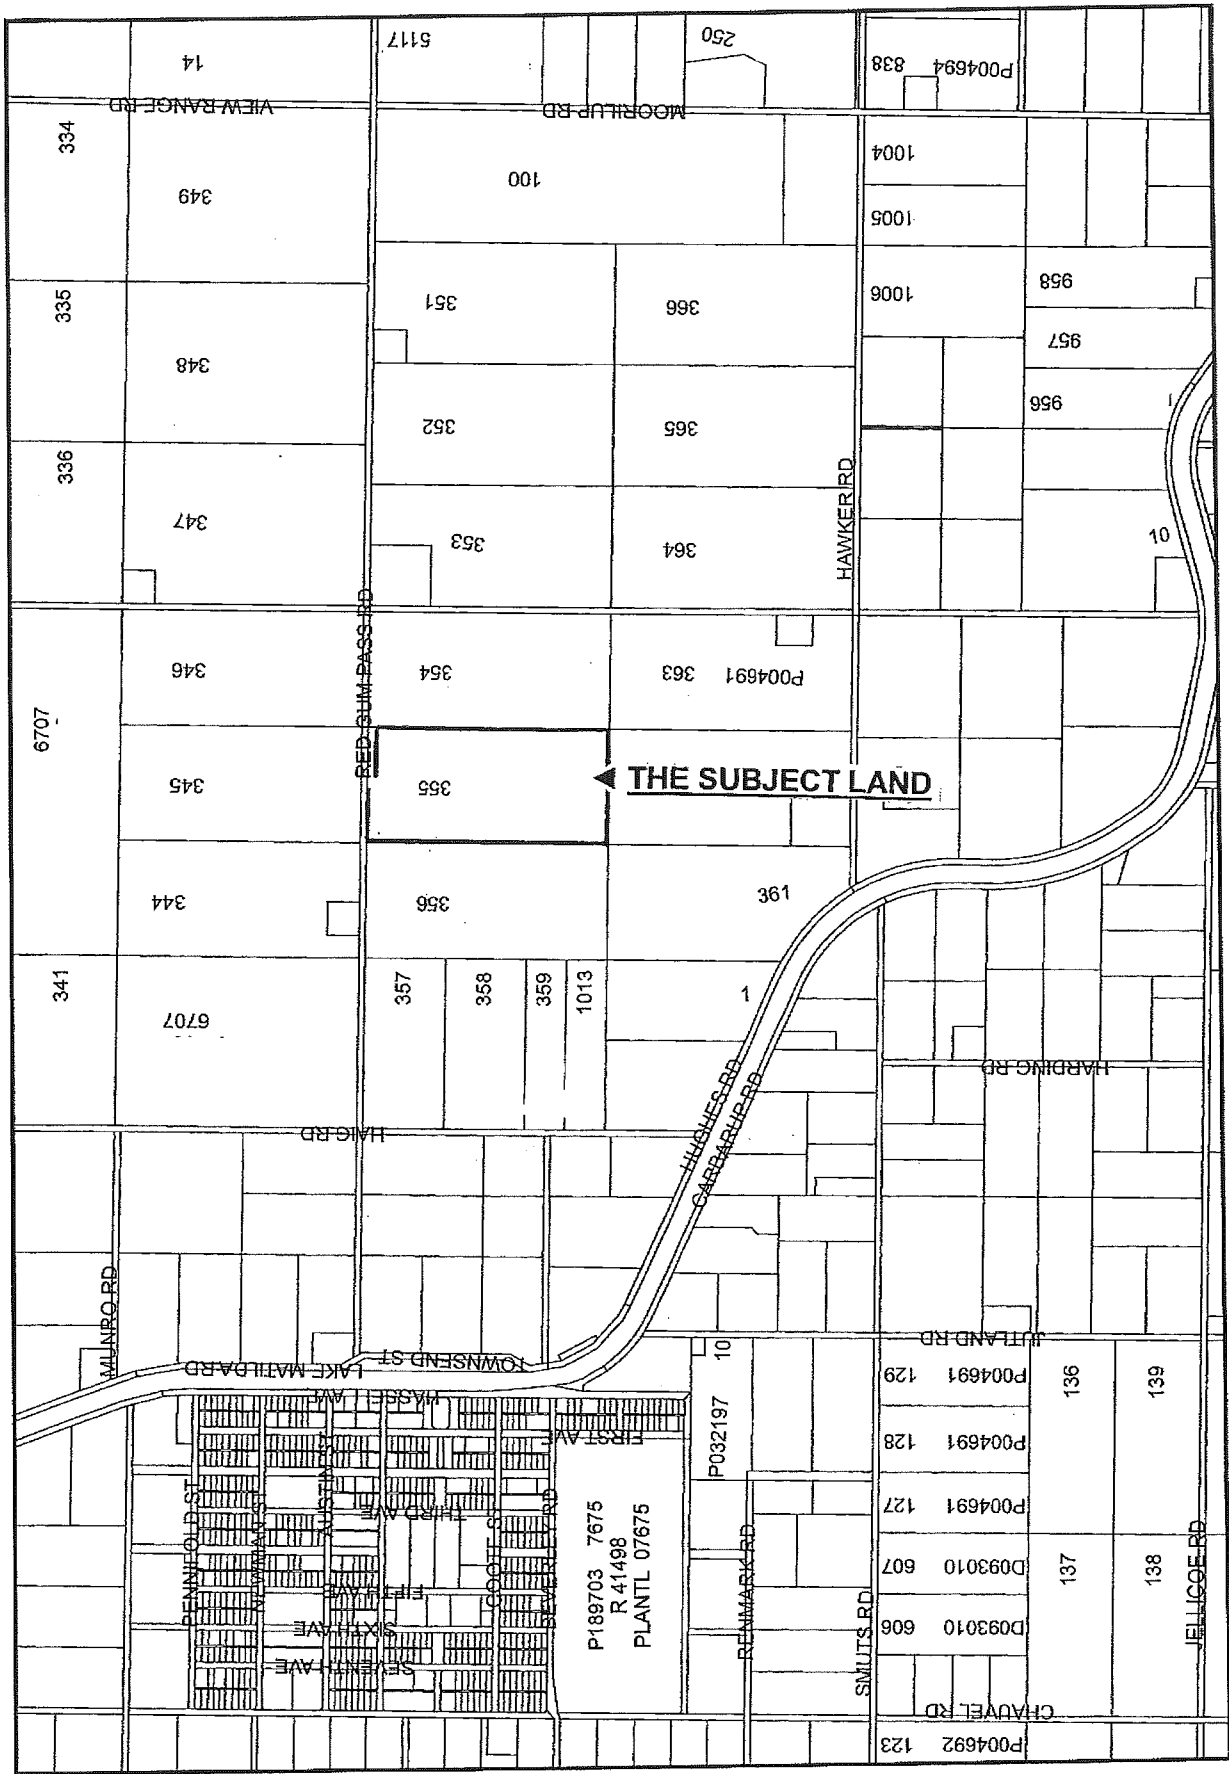 14
5117
250
838 P004694
VIEW RANGE RD
MOORILUP RD
334
349
100
1004
1005
335
351
366
1006
958
348
957
352
365
956
1
336
347
353
364
HAWKER RD
10
RED GUM PASS RD
346
354
363 P004691
6707
345
355
THE SUBJECT LAND
344
356
361
341
6707
357
358
359
1013
1
HUGHES RD
CARBARUP RD
HARDING RD
HAIG RD
MUNRO RD
LAKE MATILDA RD
TOWNSEND ST
HASSELL AVE
FIRST AVE
10
P032197
JUTLAND RD
129 P004691
136
139
128 P004691
127 P004691
607 D093010
137
138
606 D093010
THIRD AVE
FIFTH AVE
SIXTH AVE
SEVENTH AVE
PENNIFOLD ST
NEWMAN ST
AUSTIN ST
COOTE ST
SEVERETT RD
P189703 7675
R 41498
PLANTL 07675
RENMARK RD
SMUTS RD
JELLICOE RD
CHAUVEL RD
123 P004692